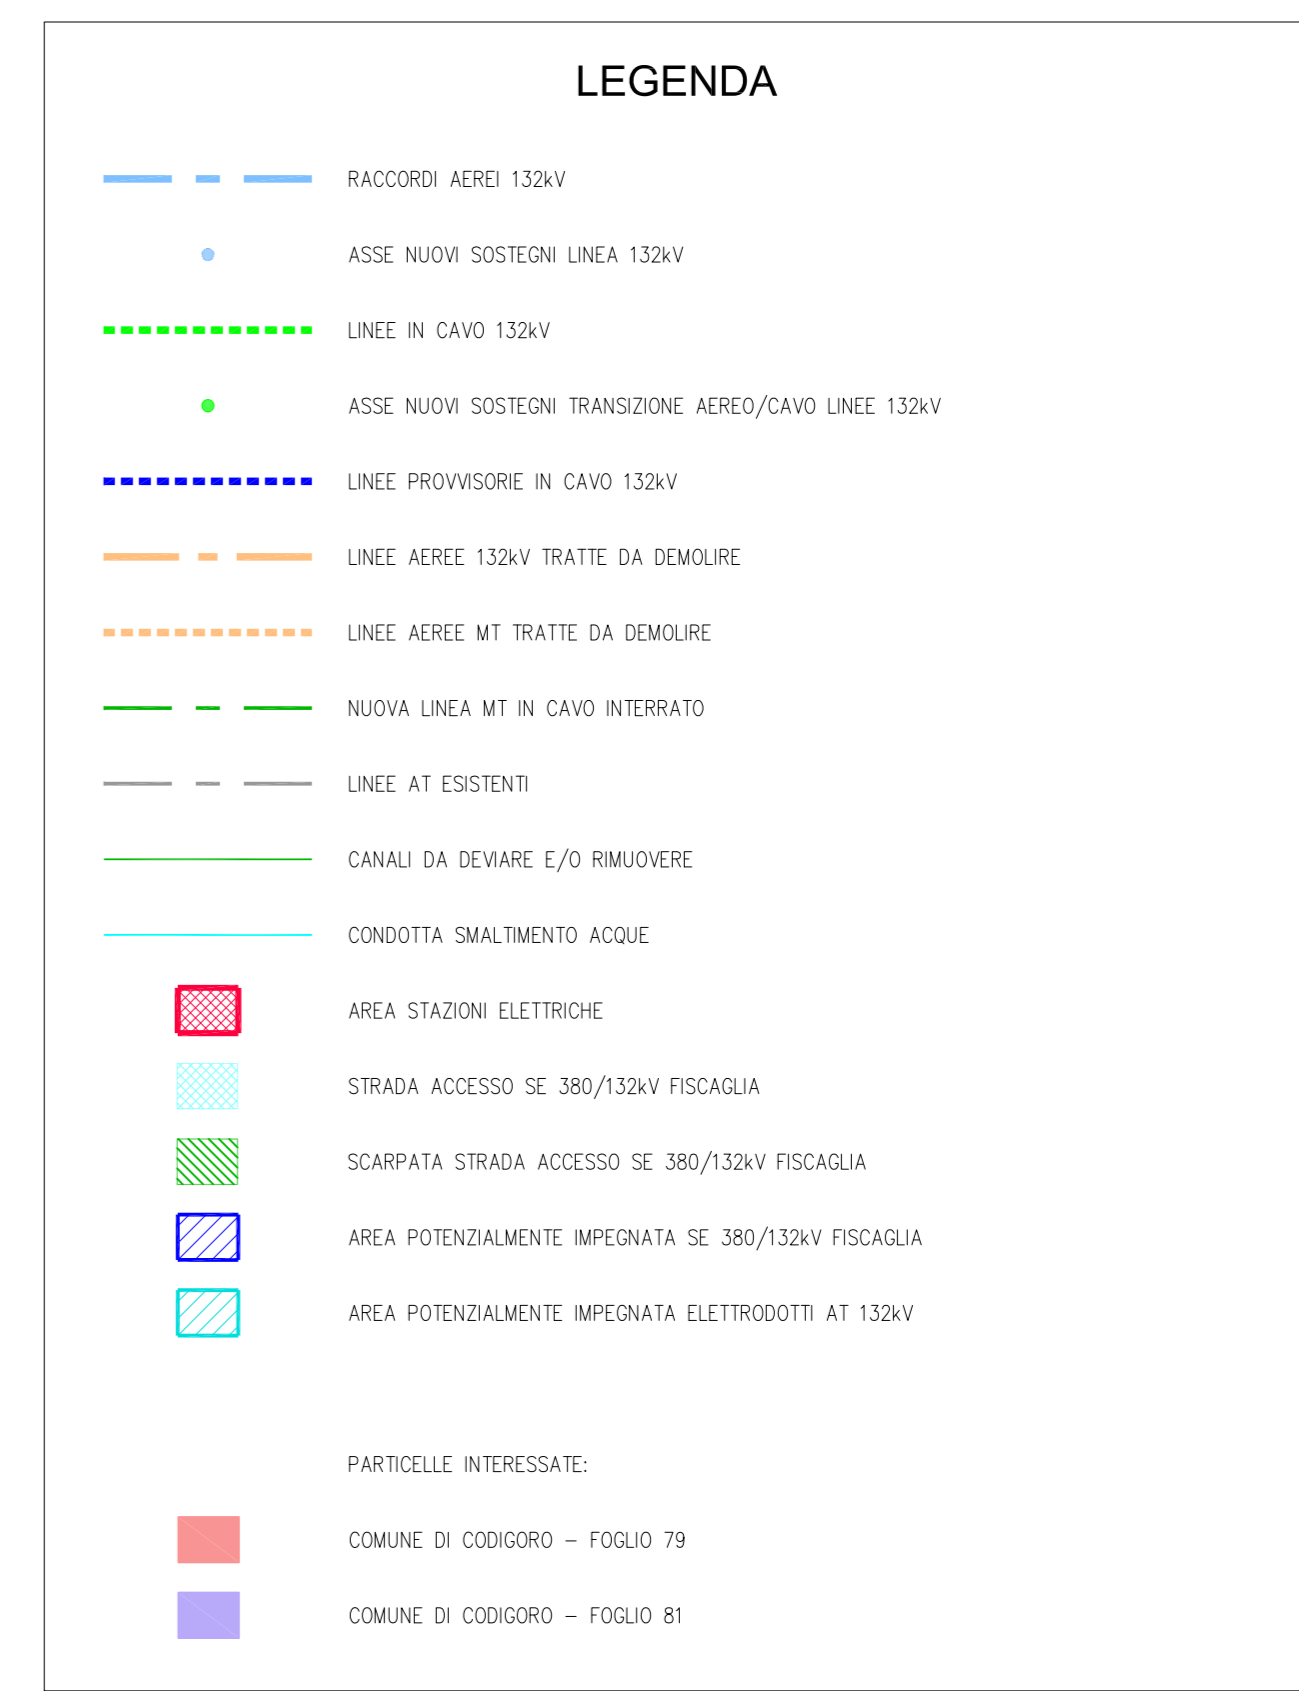 LEGENDA
RACCORDI AEREI 132kV
ASSE NUOVI SOSTEGNI LINEA 132kV
LINEE IN CAVO 132kV
ASSE NUOVI SOSTEGNI TRANSIZIONE AEREO/CAVO LINEE 132kV
LINEE PROVVISORIE IN CAVO 132kV
LINEE AEREE 132kV TRATTE DA DEMOLIRE
LINEE AEREE MT TRATTE DA DEMOLIRE
NUOVA LINEA MT IN CAVO INTERRATO
LINEE AT ESISTENTI
CANALI DA DEVIARE E/O RIMUOVERE
CONDOTTA SMALTIMENTO ACQUE
AREA STAZIONI ELETTRICHE
STRADA ACCESSO SE 380/132kV FISCAGLIA
SCARPATA STRADA ACCESSO SE 380/132kV FISCAGLIA
AREA POTENZIALMENTE IMPEGNATA SE 380/132kV FISCAGLIA
AREA POTENZIALMENTE IMPEGNATA ELETTRODOTTI AT 132kV
PARTICELLE INTERESSATE:
COMUNE DI CODIGORO – FOGLIO 79
COMUNE DI CODIGORO – FOGLIO 81